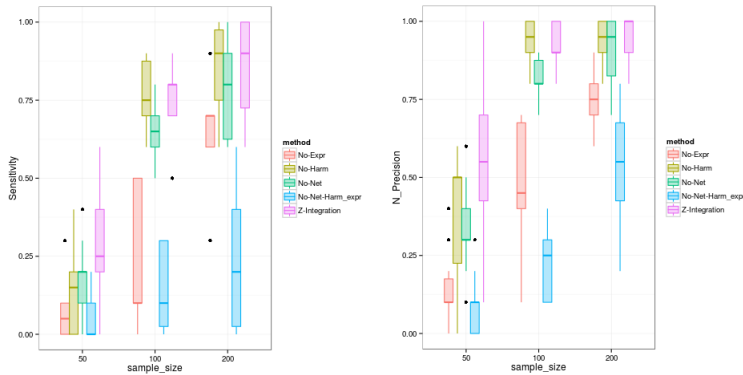 Sensitivity
1.00
0.75
0.50
0.25
0.00
50
100
200
sample_size
method
No-Expr
No-Harm
No-Net
No-Net-Harm_expr
Z-Integration
N_Precision
1.00
0.75
0.50
0.25
0.00
50
100
200
sample_size
method
No-Expr
No-Harm
No-Net
No-Net-Harm_exp
Z-Integration